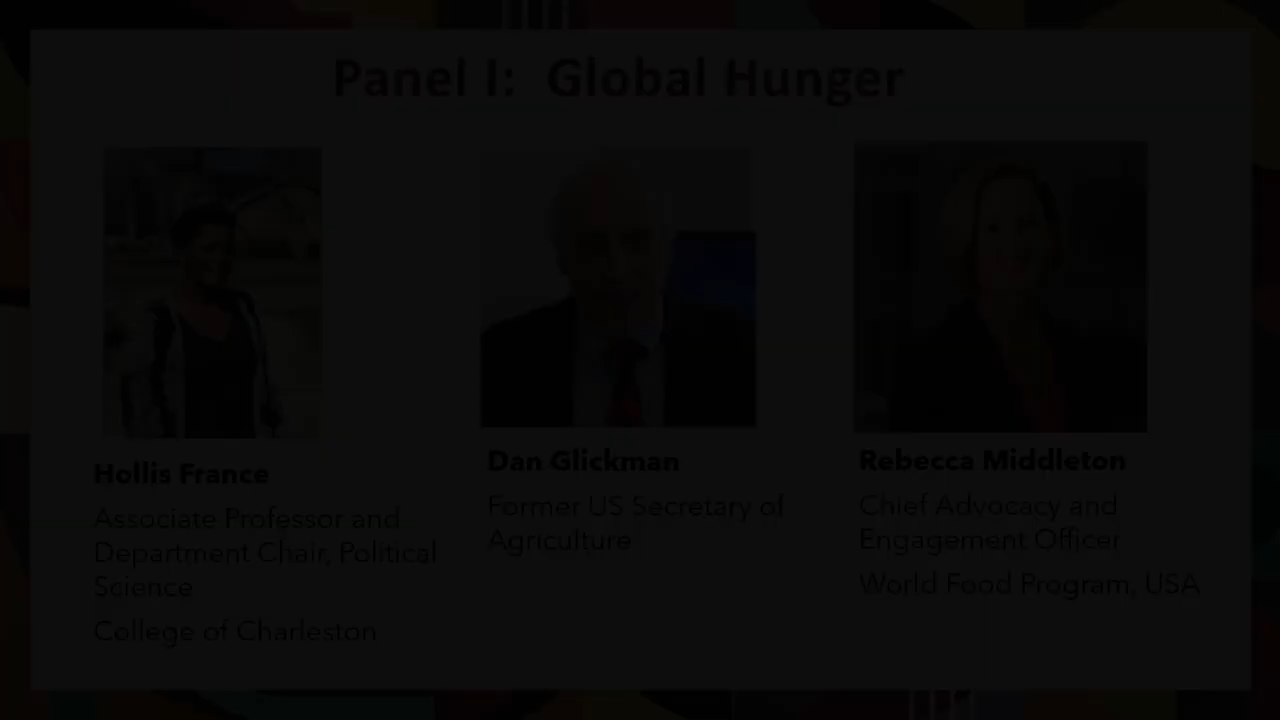 Panel I: Global Hunger
Hollis France
Associate Professor and
Department Chair, Political
Science
College of Charleston
Dan Glickman
Former US Secretary of
Agriculture
Rebecca Middleton
Chief Advocacy and
Engagement Officer
World Food Program, USA